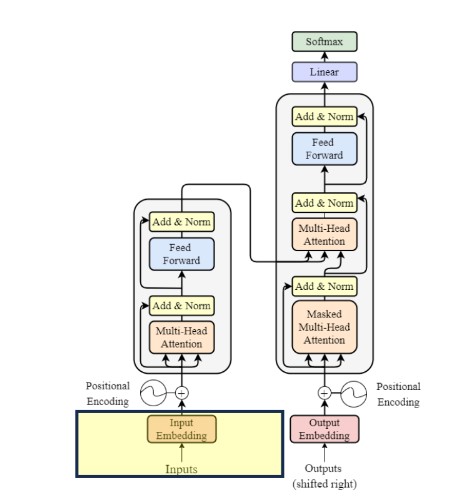 Softmax
Linear
Add & Norm
Feed
Forward
Add & Norm
Multi-Head
Attention
Add & Norm
Masked
Multi-Head
Attention
Add & Norm
Feed
Forward
Add & Norm
Multi-Head
Attention
Positional
Encoding
Positional
Encoding
Input
Embedding
Output
Embedding
Inputs
Outputs
(shifted right)